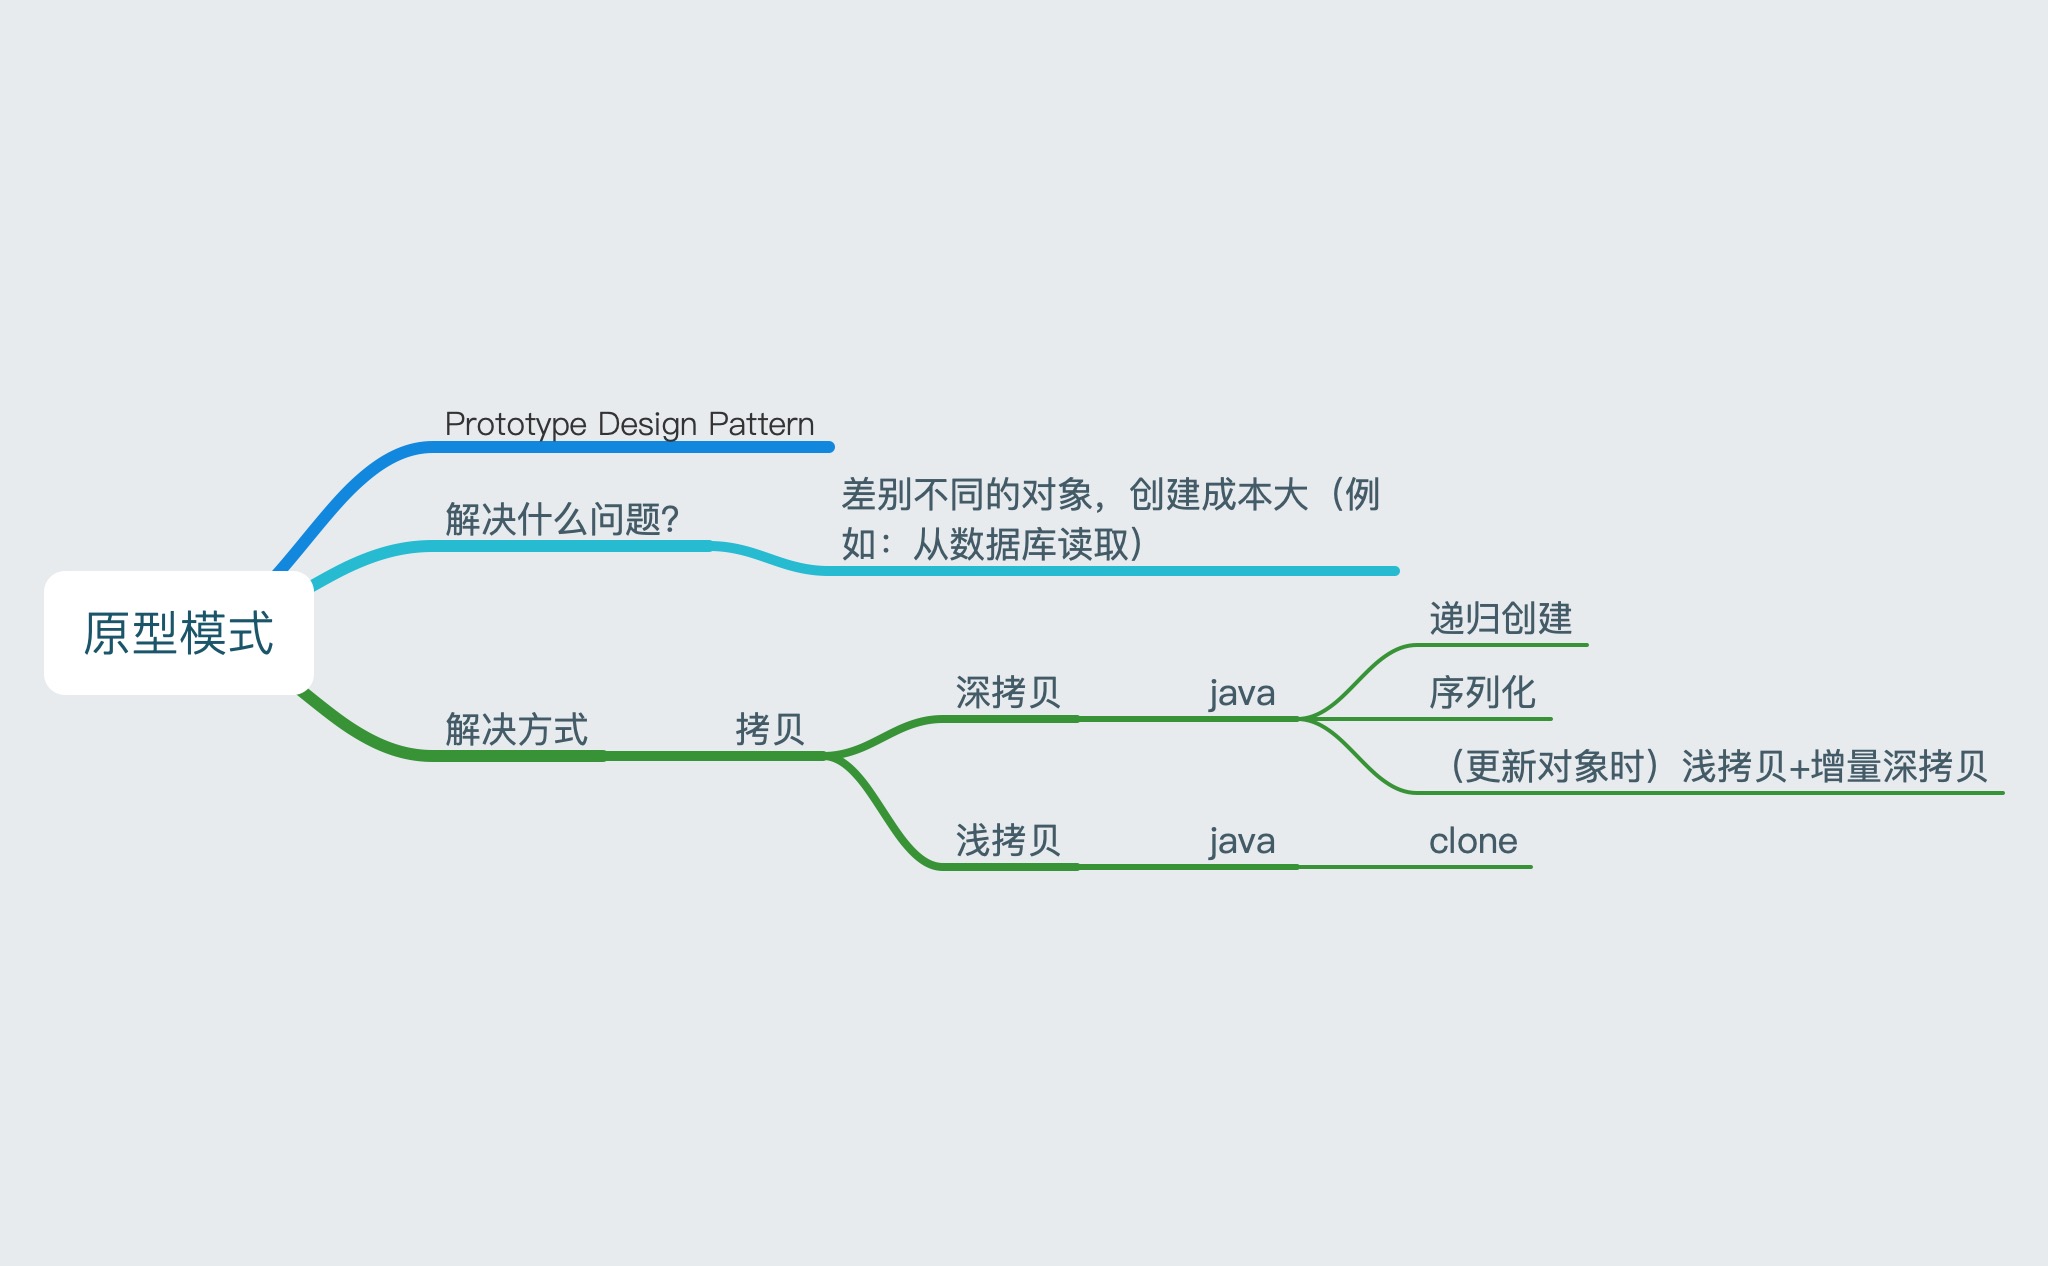 原型模式
Prototype Design Pattern
解决什么问题?
差别不同的对象，创建成本大（例
如：从数据库读取）
解决方式
拷贝
深拷贝
java
递归创建
序列化
（更新对象时）浅拷贝+增量深拷贝
浅拷贝
java
clone